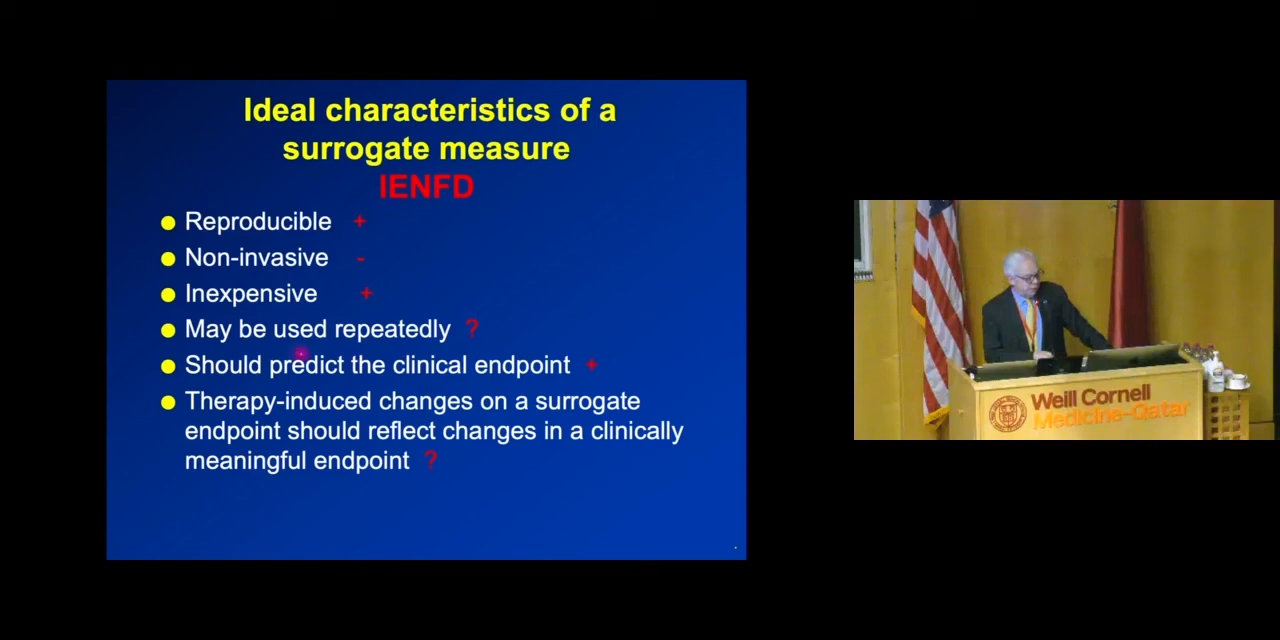 Ideal characteristics of a
surrogate measure
IENFD
Reproducible +
Non-invasive -
Inexpensive +
May be used repeatedly ?
Should predict the clinical endpoint +
Therapy-induced changes on a surrogate
endpoint should reflect changes in a clinically
meaningful endpoint ?
Weill Cornell
Medicine-Qatar